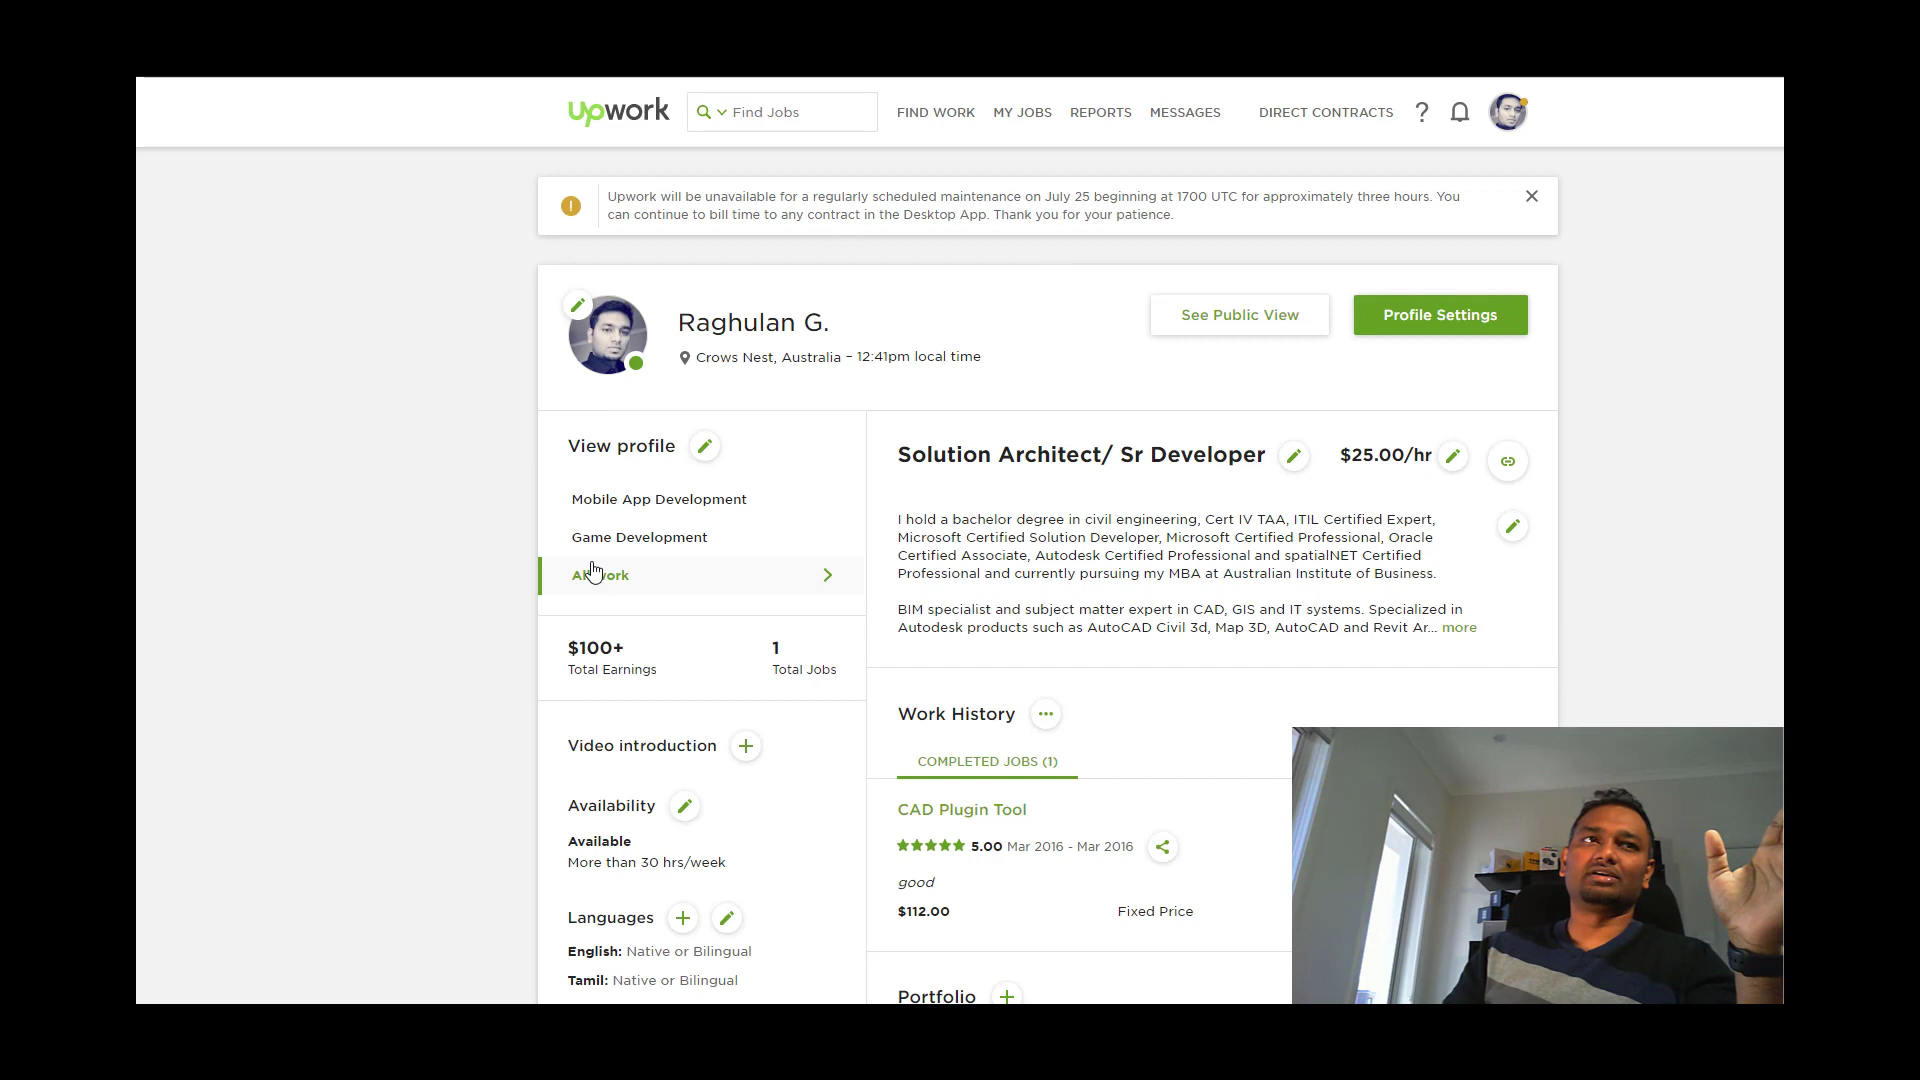 upwork
Find Jobs
FIND WORK
MY JOBS
REPORTS
MESSAGES
DIRECT CONTRACTS
?
Upwork will be unavailable for a regularly scheduled maintenance on July 25 beginning at 1700 UTC for approximately three hours. You
can continue to bill time to any contract in the Desktop App. Thank you for your patience.
Raghulan G.
Crows Nest, Australia – 12:41pm local time
See Public View
Profile Settings
View profile
Mobile App Development
Game Development
All work
$100+
Total Earnings
1
Total Jobs
Video introduction
Availability
Available
More than 30 hrs/week
Languages
English: Native or Bilingual
Tamil: Native or Bilingual
Solution Architect/ Sr Developer
$25.00/hr
I hold a bachelor degree in civil engineering, Cert IV TAA, ITIL Certified Expert,
Microsoft Certified Solution Developer, Microsoft Certified Professional, Oracle
Certified Associate, Autodesk Certified Professional and spatialNET Certified
Professional and currently pursuing my MBA at Australian Institute of Business.
BIM specialist and subject matter expert in CAD, GIS and IT systems. Specialized in
Autodesk products such as AutoCAD Civil 3d, Map 3D, AutoCAD and Revit Ar... more
Work History
COMPLETED JOBS (1)
CAD Plugin Tool
5.00 Mar 2016 - Mar 2016
good
$112.00
Fixed Price
Portfolio